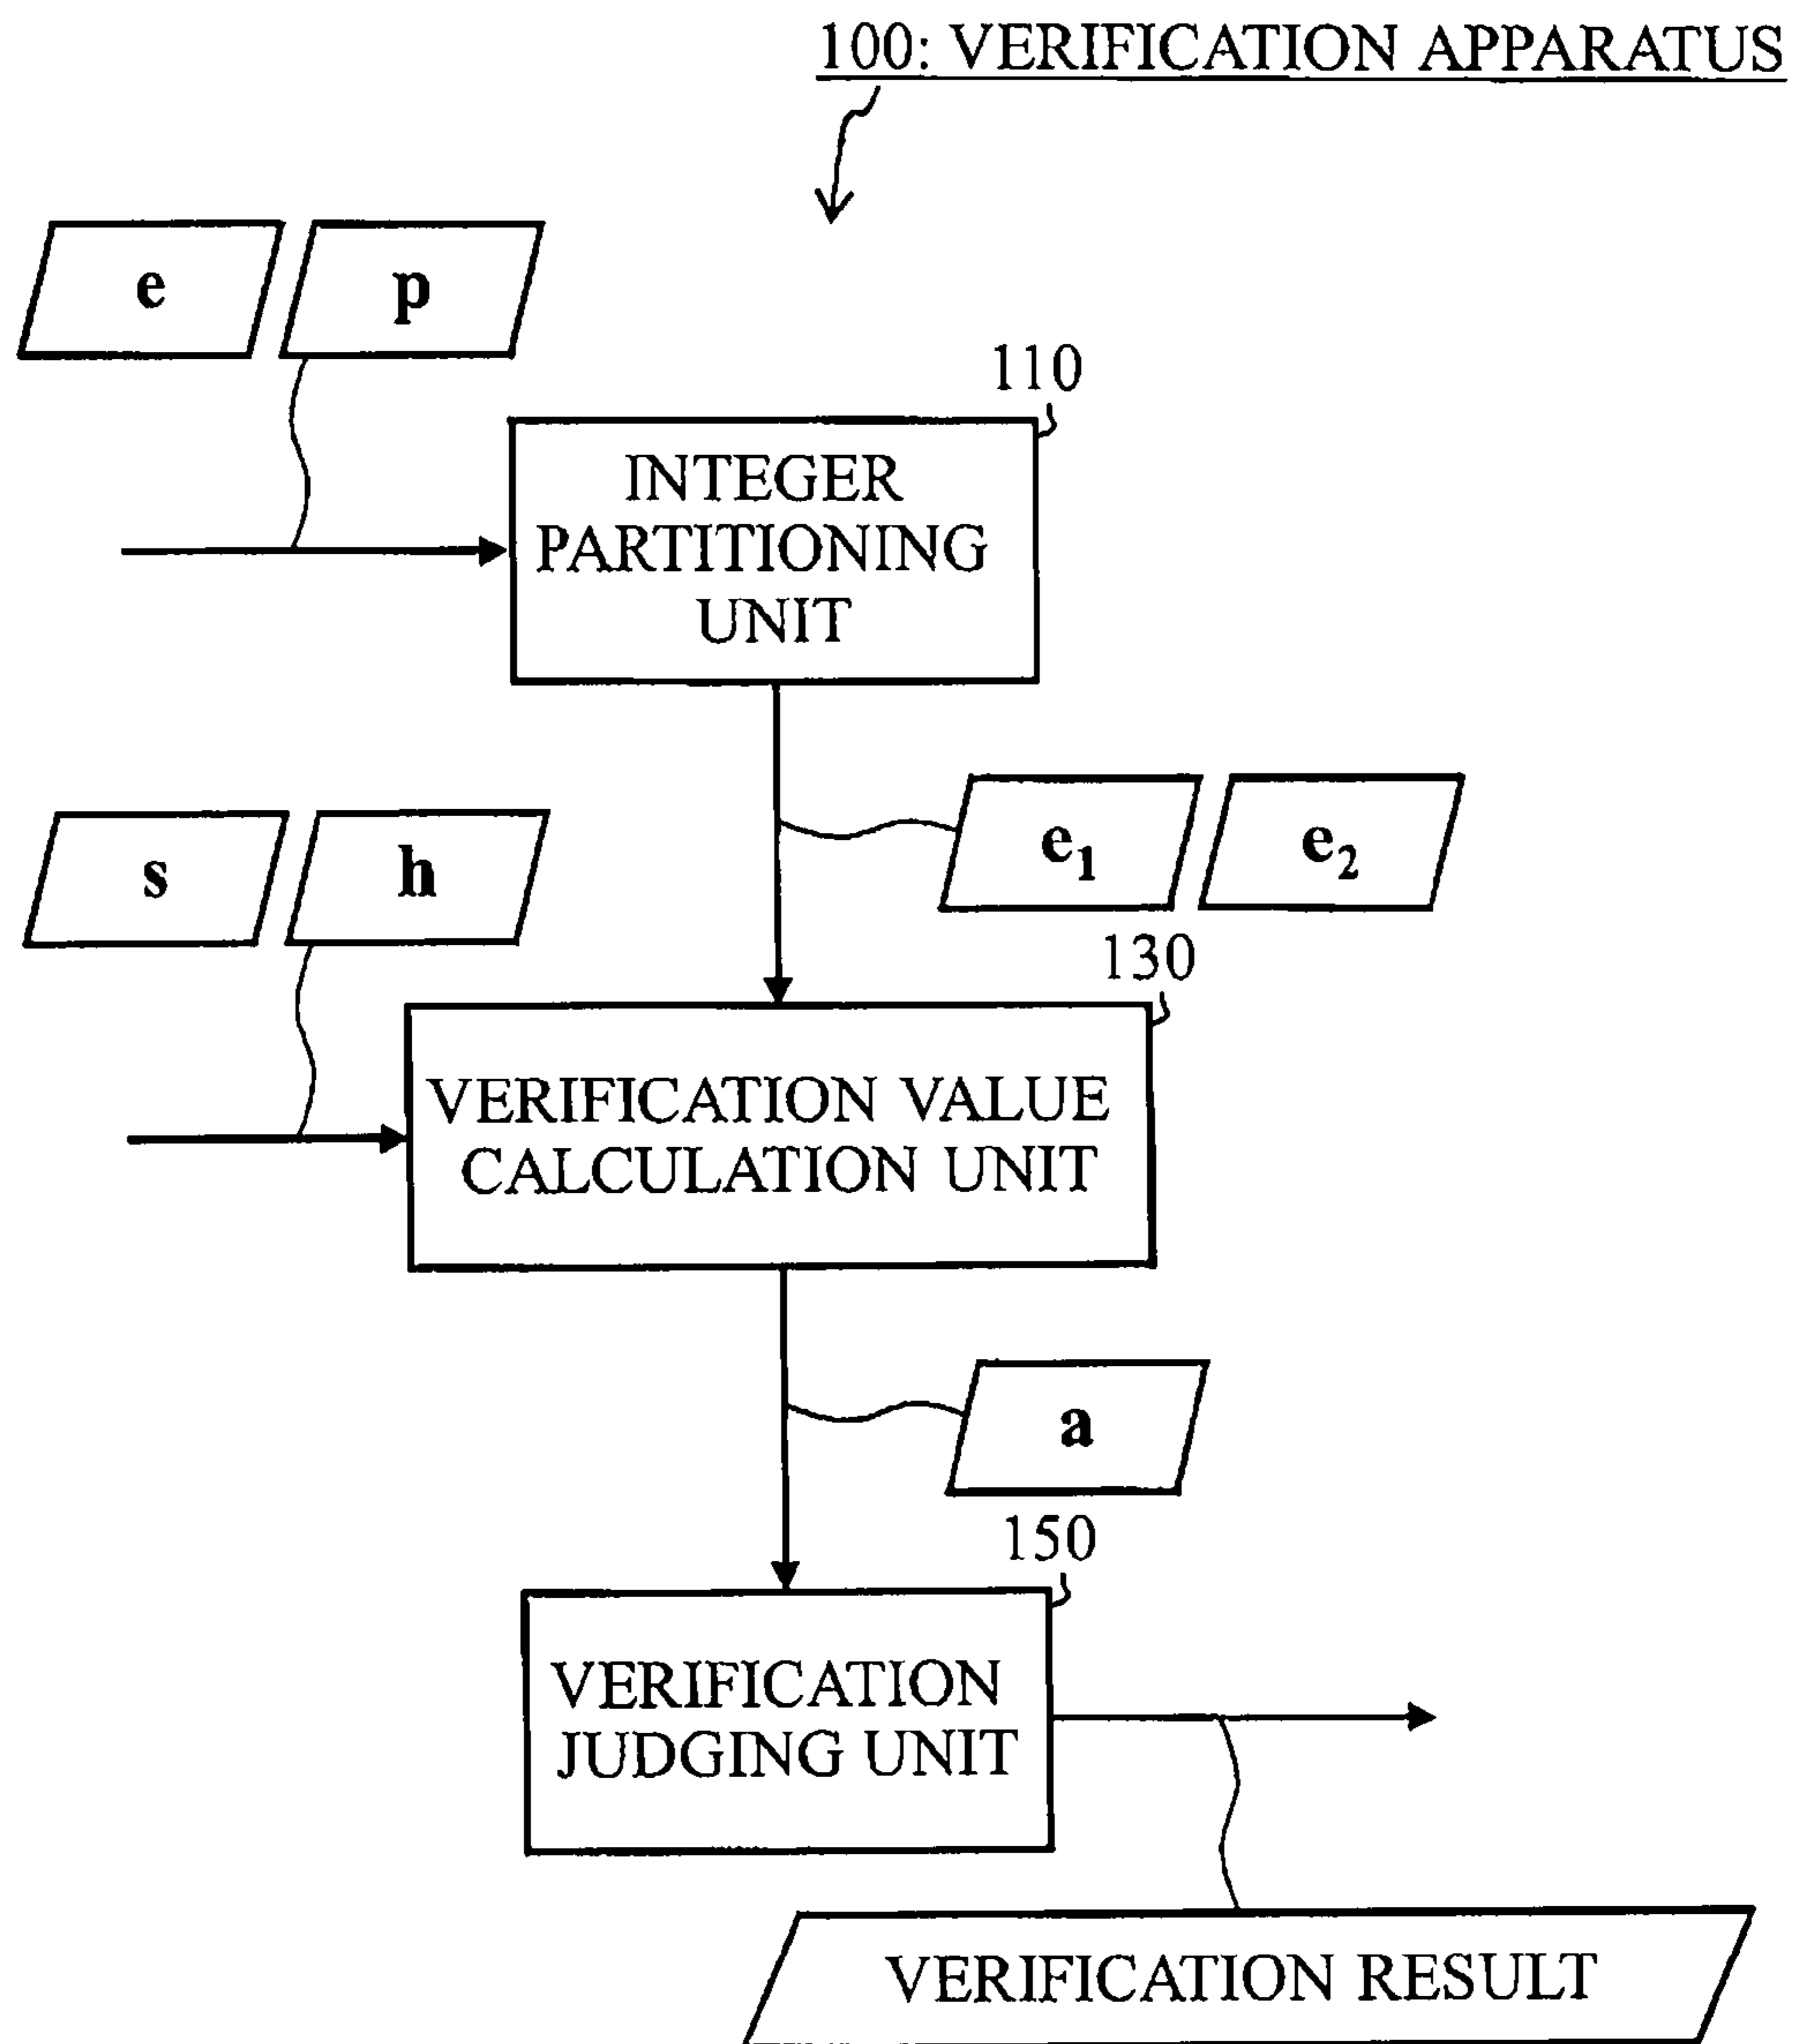 100: VERIFICATION APPARATUS
e
p
110
INTEGER
PARTITIONING
UNIT
e₁
e₂
s
h
130
VERIFICATION VALUE
CALCULATION UNIT
a
150
VERIFICATION
JUDGING UNIT
VERIFICATION RESULT